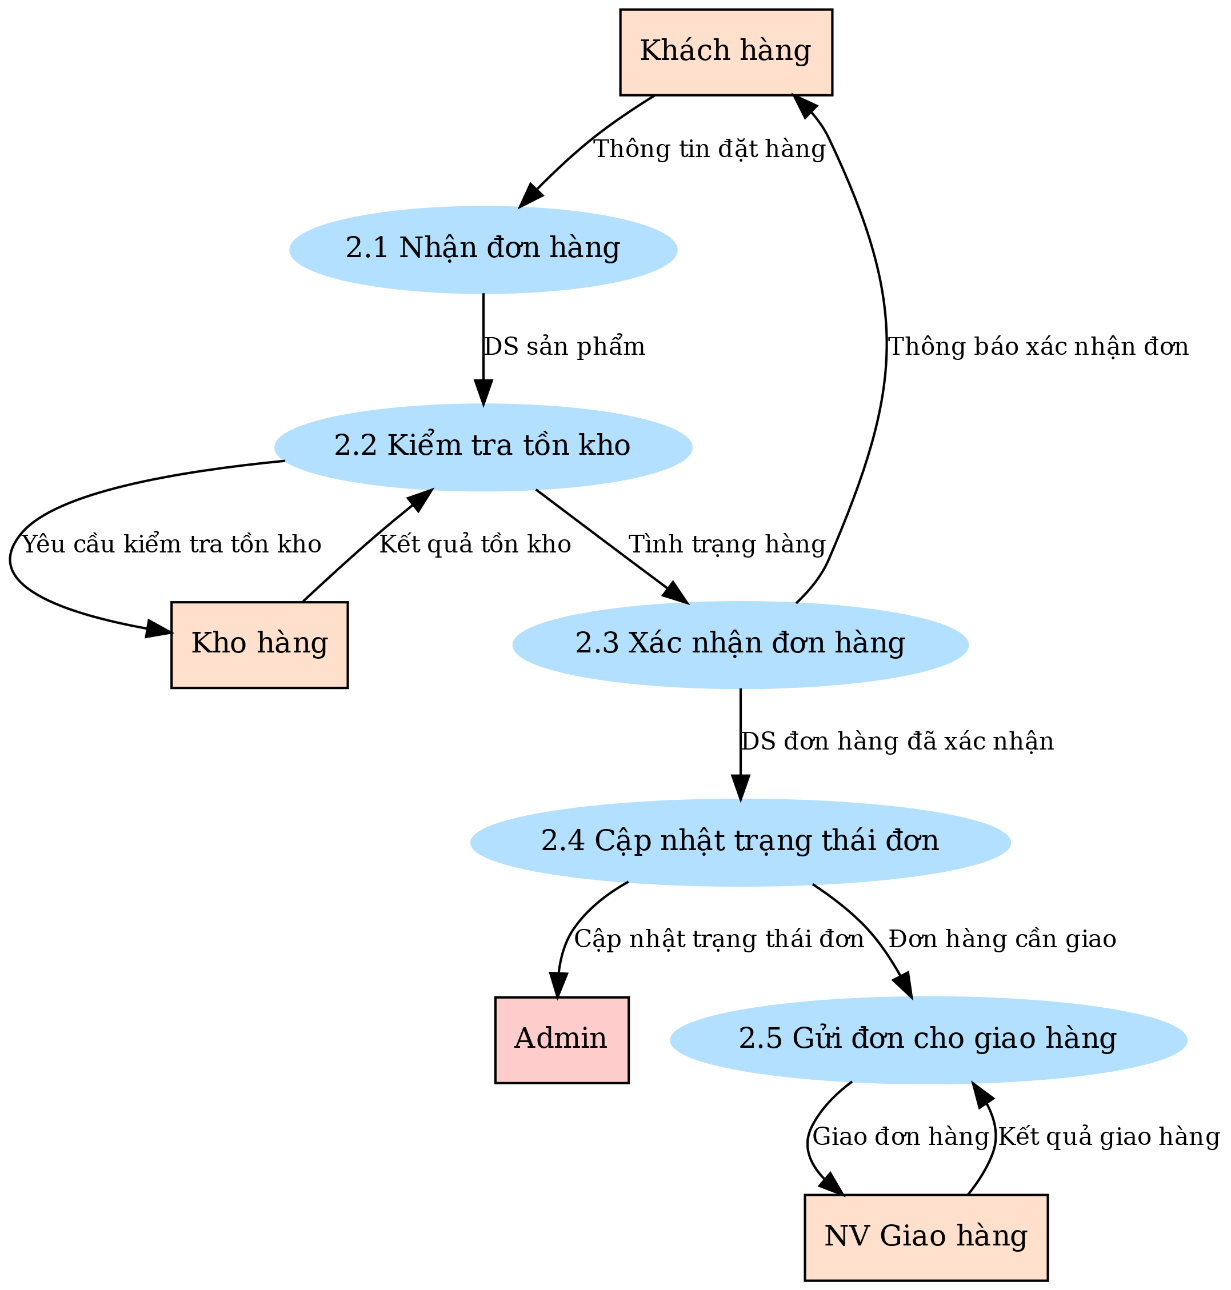 Khách hàng
Thông tin đặt hàng
2.1 Nhận đơn hàng
DS sản phẩm
Thông báo xác nhận đơn
2.2 Kiểm tra tồn kho
Yêu cầu kiểm tra tồn kho
Kết quả tồn kho
Tình trạng hàng
Kho hàng
2.3 Xác nhận đơn hàng
DS đơn hàng đã xác nhận
2.4 Cập nhật trạng thái đơn
Cập nhật trạng thái đơn
Đơn hàng cần giao
Admin
2.5 Gửi đơn cho giao hàng
Giao đơn hàng
Kết quả giao hàng
NV Giao hàng